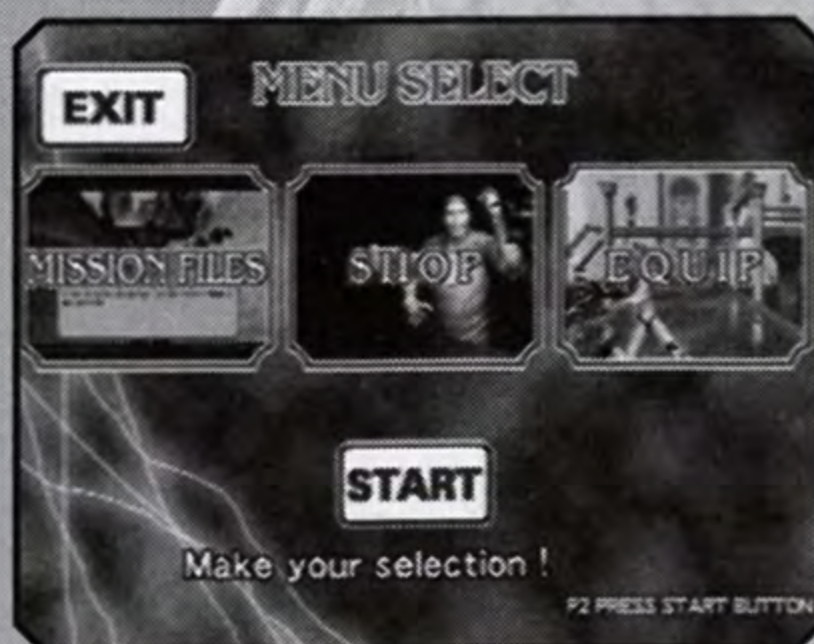 MENU SELECT
EXIT
MISSION FILES
SHOP
EQUIP
START
Make your selection !
P2 PRESS START BUTTON